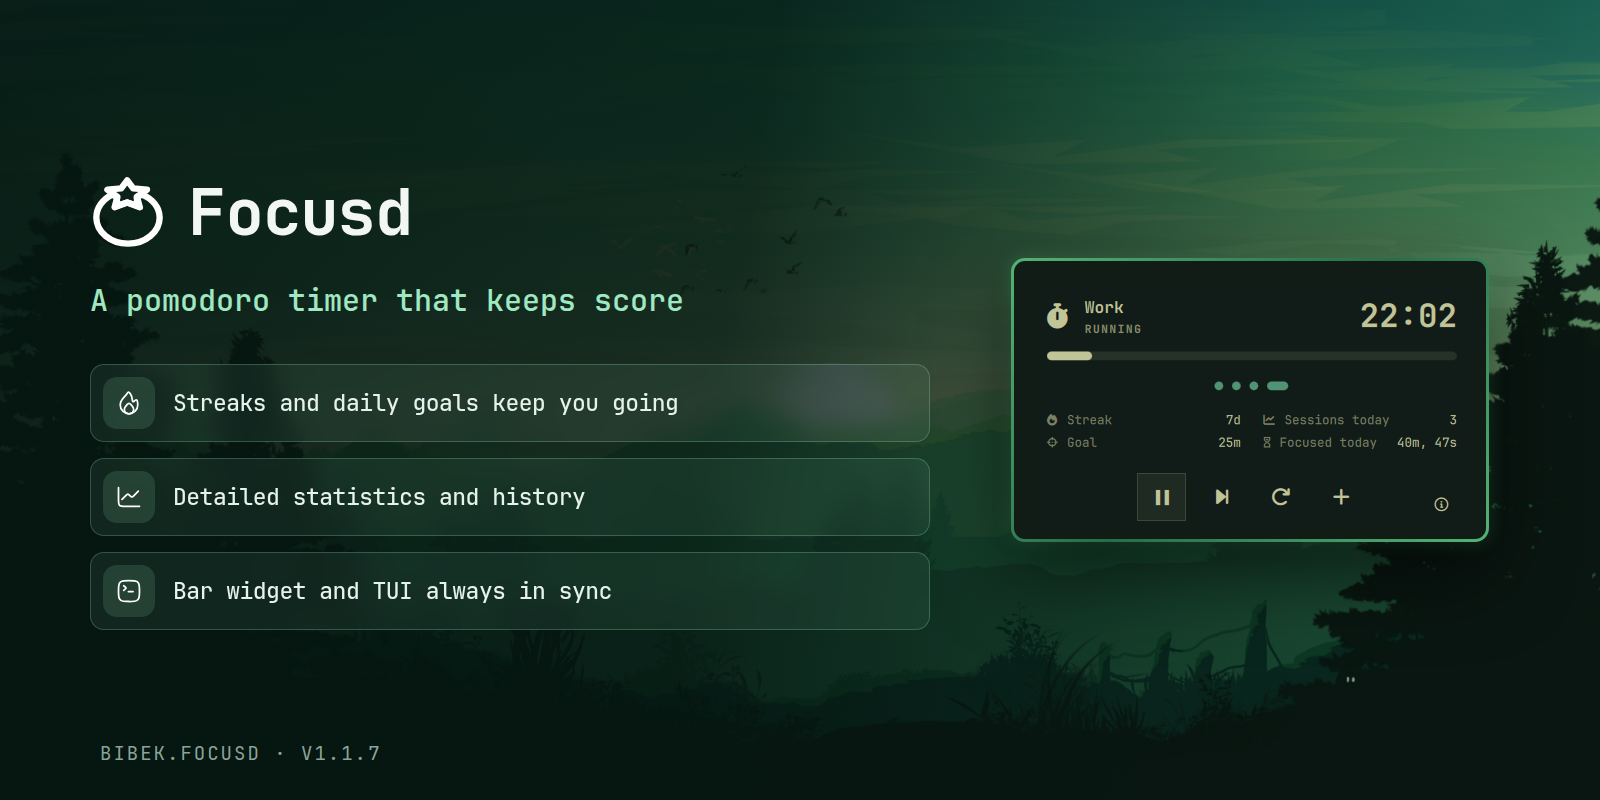 Focusd
A pomodoro timer that keeps score
Streaks and daily goals keep you going
Detailed statistics and history
Bar widget and TUI always in sync
BIBEK.FOCUSD · V1.1.7
Work
RUNNING
22:02
Streak 7d
Sessions today 3
Goal 25m
Focused today 40m, 47s